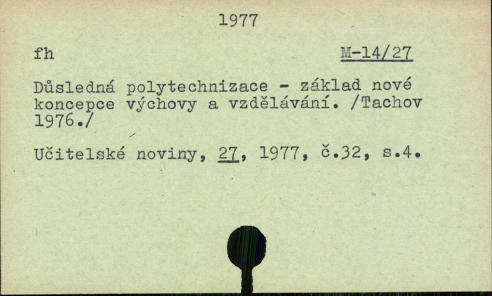 1977
fh M-14/27
Důsledná polytechnizace - základ nové
koncepce výchovy a vzdělávání. /Tachov
1976./
Učitelské noviny, 27, 1977, č.32, s.4.